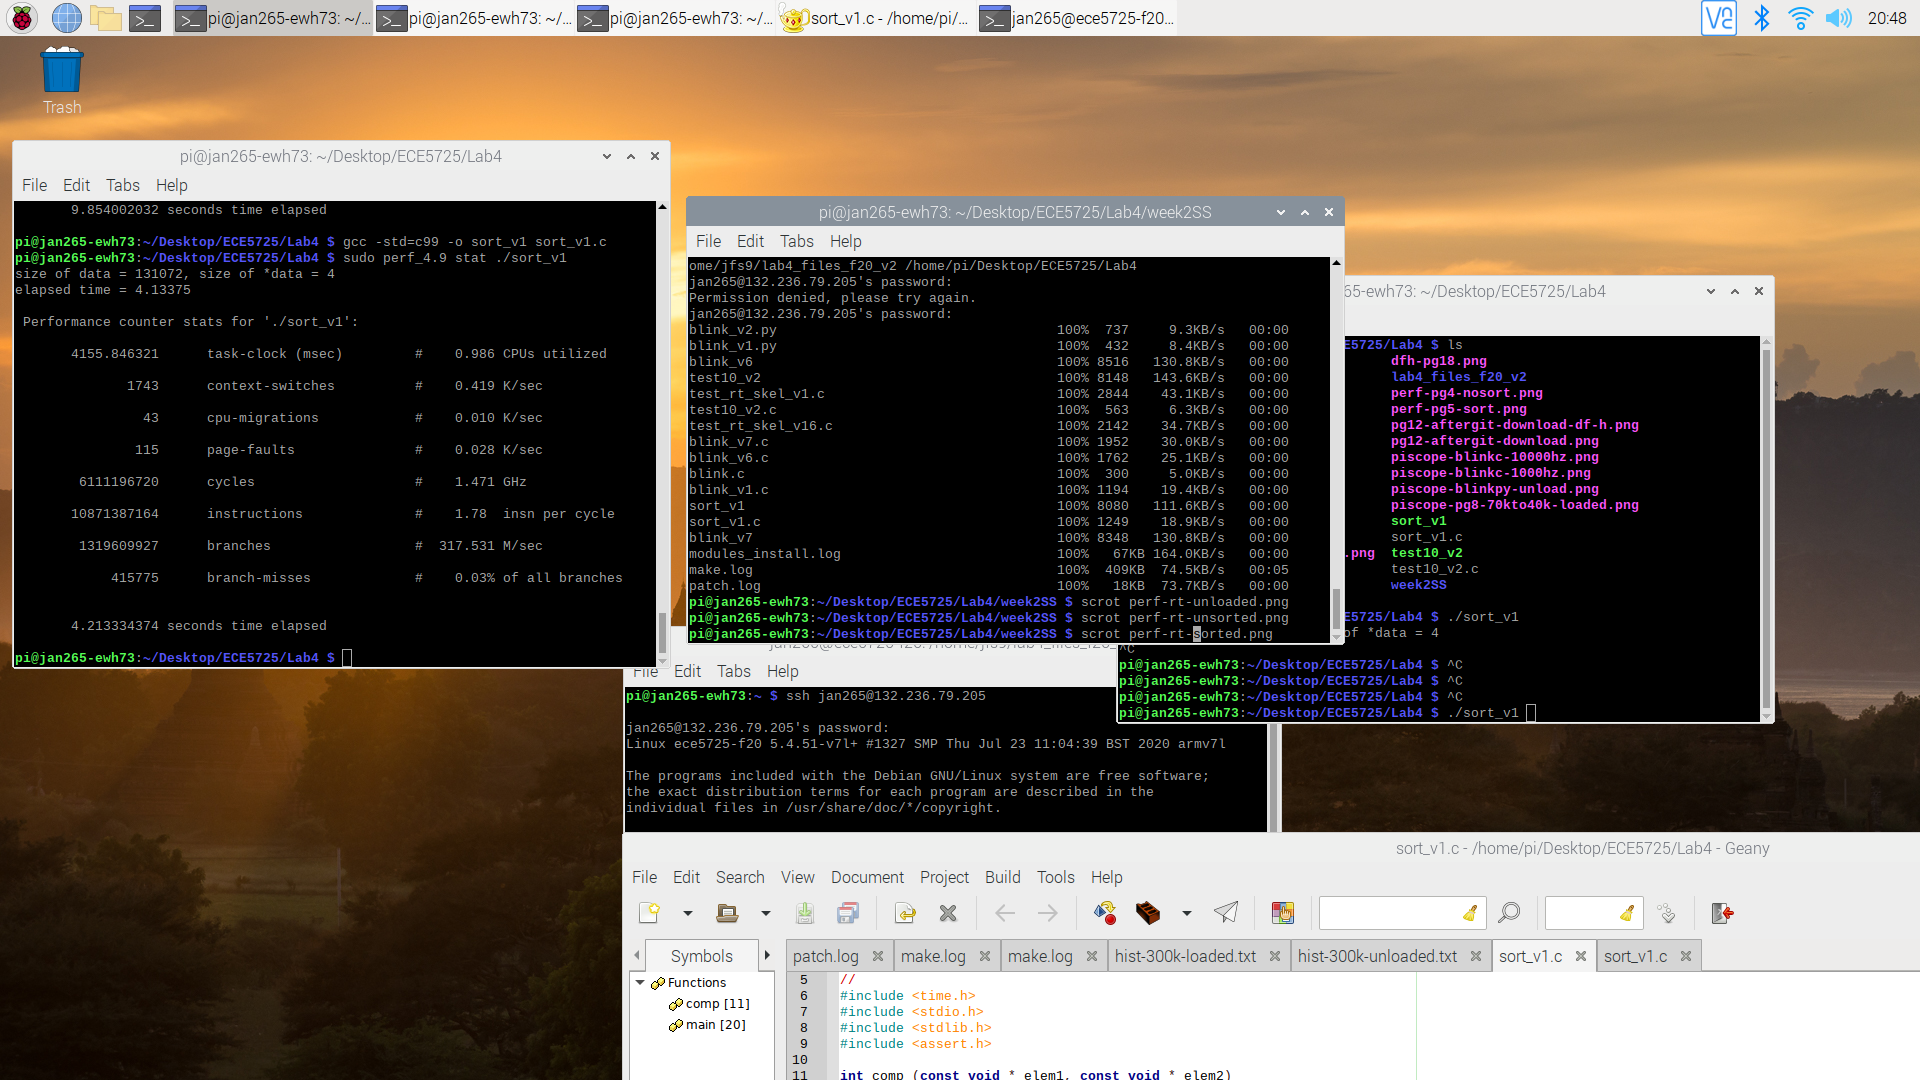 pi@jan265-ewh73: ~/...
pi@jan265-ewh73: ~/...
pi@jan265-ewh73: ~/...
sort_v1.c - /home/pi/...
jan265@ece5725-f20...
20:48
Trash
pi@jan265-ewh73: ~/Desktop/ECE5725/Lab4
File Edit Tabs Help
9.854002032 seconds time elapsed
pi@jan265-ewh73:~/Desktop/ECE5725/Lab4 $ gcc -std=c99 -o sort_v1 sort_v1.c
pi@jan265-ewh73:~/Desktop/ECE5725/Lab4 $ sudo perf_4.9 stat ./sort_v1
size of data = 131072, size of *data = 4
elapsed time = 4.13375
Performance counter stats for './sort_v1':
4155.846321 task-clock (msec) # 0.986 CPUs utilized
1743 context-switches # 0.419 K/sec
43 cpu-migrations # 0.010 K/sec
115 page-faults # 0.028 K/sec
6111196720 cycles # 1.471 GHz
10871387164 instructions # 1.78 insn per cycle
1319609927 branches # 317.531 M/sec
415775 branch-misses # 0.03% of all branches
4.213334374 seconds time elapsed
pi@jan265-ewh73:~/Desktop/ECE5725/Lab4 $
pi@jan265-ewh73: ~/Desktop/ECE5725/Lab4/week2SS
File Edit Tabs Help
ome/jfs9/lab4_files_f20_v2 /home/pi/Desktop/ECE5725/Lab4
jan265@132.236.79.205's password:
Permission denied, please try again.
jan265@132.236.79.205's password:
blink_v2.py 100% 737 9.3KB/s 00:00
blink_v1.py 100% 432 8.4KB/s 00:00
blink_v6 100% 8516 130.8KB/s 00:00
test10_v2 100% 8148 143.6KB/s 00:00
test_rt_skel_v1.c 100% 2844 43.1KB/s 00:00
test10_v2.c 100% 563 6.3KB/s 00:00
test_rt_skel_v16.c 100% 2142 34.7KB/s 00:00
blink_v7.c 100% 1952 30.0KB/s 00:00
blink_v6.c 100% 1762 25.1KB/s 00:00
blink.c 100% 300 5.0KB/s 00:00
blink_v1.c 100% 1194 19.4KB/s 00:00
sort_v1 100% 8080 111.6KB/s 00:00
sort_v1.c 100% 1249 18.9KB/s 00:00
blink_v7 100% 8348 130.8KB/s 00:00
modules_install.log 100% 67KB 164.0KB/s 00:00
make.log 100% 409KB 74.5KB/s 00:05
patch.log 100% 18KB 73.7KB/s 00:00
pi@jan265-ewh73:~/Desktop/ECE5725/Lab4/week2SS $ scrot perf-rt-unloaded.png
pi@jan265-ewh73:~/Desktop/ECE5725/Lab4/week2SS $ scrot perf-rt-unsorted.png
pi@jan265-ewh73:~/Desktop/ECE5725/Lab4/week2SS $ scrot perf-rt-sorted.png
65-ewh73: ~/Desktop/ECE5725/Lab4
E5725/Lab4 $ ls
dfh-pg18.png
lab4_files_f20_v2
perf-pg4-nosort.png
perf-pg5-sort.png
pg12-aftergit-download-df-h.png
pg12-aftergit-download.png
piscope-blinkc-10000hz.png
piscope-blinkc-1000hz.png
piscope-blinkpy-unload.png
piscope-pg8-70kto40k-loaded.png
sort_v1
sort_v1.c
.png test10_v2
test10_v2.c
week2SS
E5725/Lab4 $ ./sort_v1
of *data = 4
^C
pi@jan265-ewh73:~/Desktop/ECE5725/Lab4 $ ^C
pi@jan265-ewh73:~/Desktop/ECE5725/Lab4 $ ^C
pi@jan265-ewh73:~/Desktop/ECE5725/Lab4 $ ^C
pi@jan265-ewh73:~/Desktop/ECE5725/Lab4 $ ./sort_v1
File Edit Tabs Help
pi@jan265-ewh73:~ $ ssh jan265@132.236.79.205
jan265@132.236.79.205's password:
Linux ece5725-f20 5.4.51-v7l+ #1327 SMP Thu Jul 23 11:04:39 BST 2020 armv7l
The programs included with the Debian GNU/Linux system are free software;
the exact distribution terms for each program are described in the
individual files in /usr/share/doc/*/copyright.
sort_v1.c - /home/pi/Desktop/ECE5725/Lab4 - Geany
File Edit Search View Document Project Build Tools Help
Symbols
patch.log make.log make.log hist-300k-loaded.txt hist-300k-unloaded.txt sort_v1.c sort_v1.c
Functions
comp [11]
main [20]
5 //
6 #include <time.h>
7 #include <stdio.h>
8 #include <stdlib.h>
9 #include <assert.h>
10
11 int comp (const void * elem1, const void * elem2)